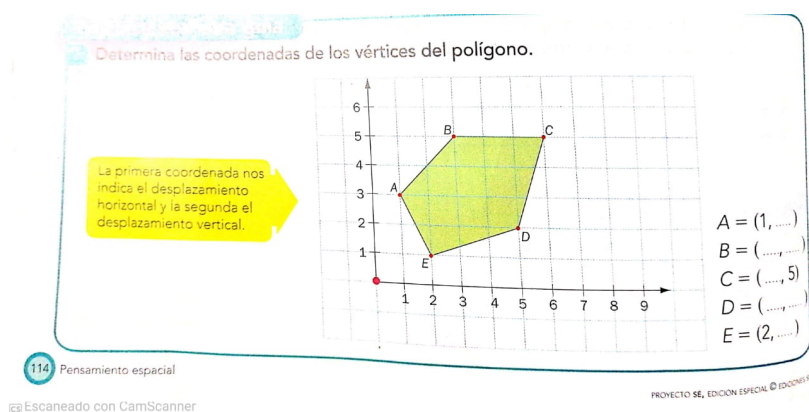 Determina las coordenadas de los vértices del polígono.
La primera coordenada nos
indica el desplazamiento
horizontal y la segunda el
desplazamiento vertical.
6
5
4
3
2
1
B
C
A
D
E
1 2 3 4 5 6 7 8 9
A = (1, ....)
B = (....., ....)
C = (....., 5)
D = (....., ....)
E = (2, ....)
114 Pensamiento espacial
PROYECTO SÉ, EDICIÓN ESPECIAL © EDICIONES
Escaneado con CamScanner